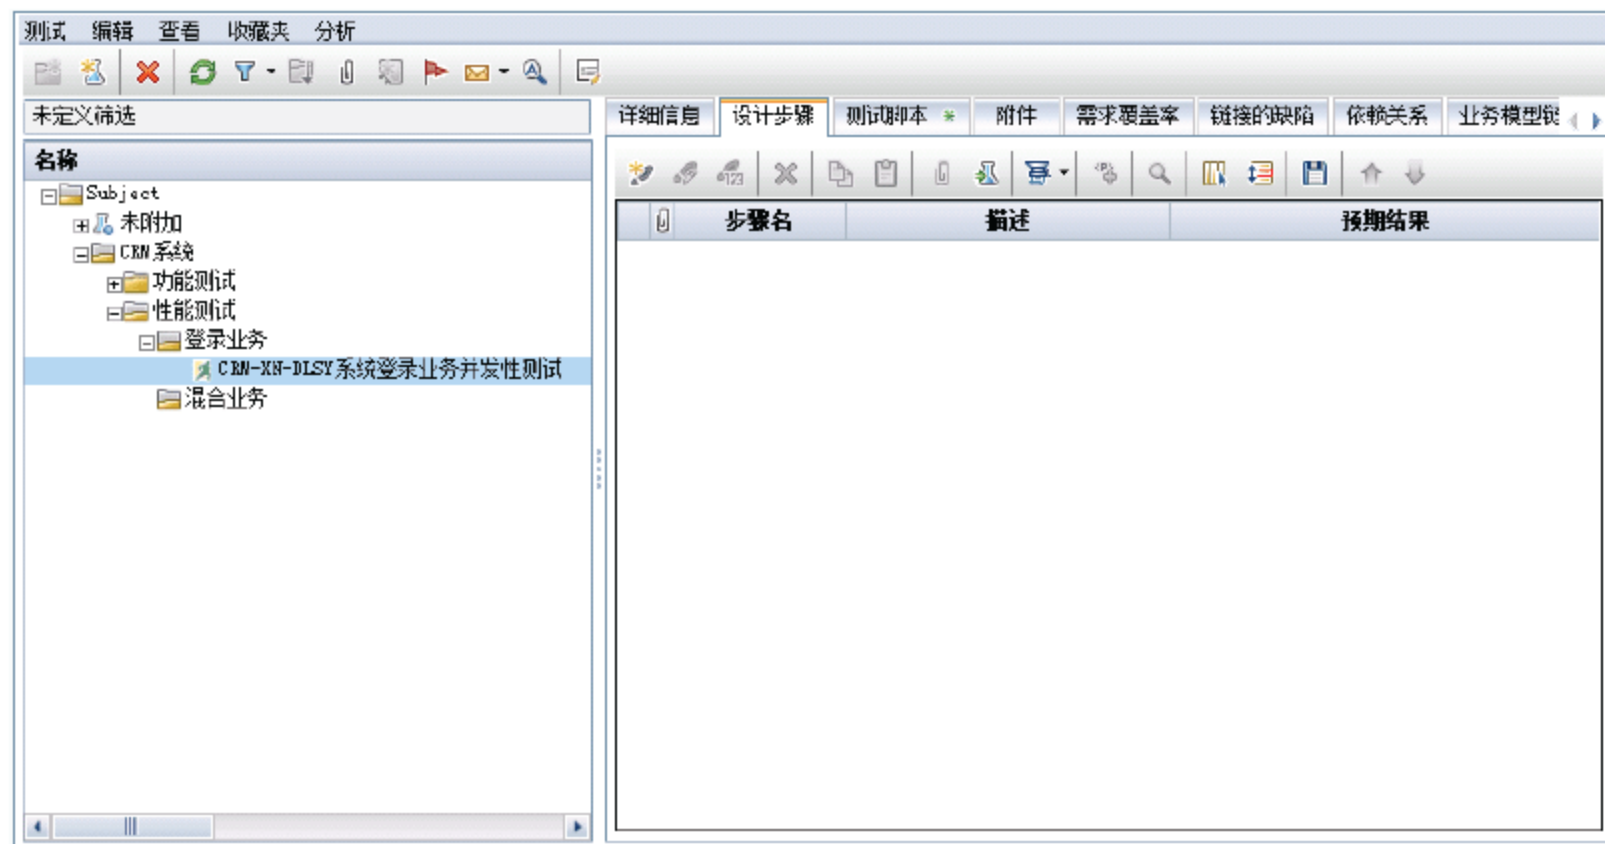 测试 编辑 查看 收藏夹 分析
未定义筛选
名称
Subject
未附加
CRM系统
功能测试
性能测试
登录业务
CRM-XN-DLSY系统登录业务并发性测试
混合业务
详细信息 设计步骤 测试脚本 * 附件 需求覆盖率 链接的缺陷 依赖关系 业务模型链
步骤名 描述 预期结果